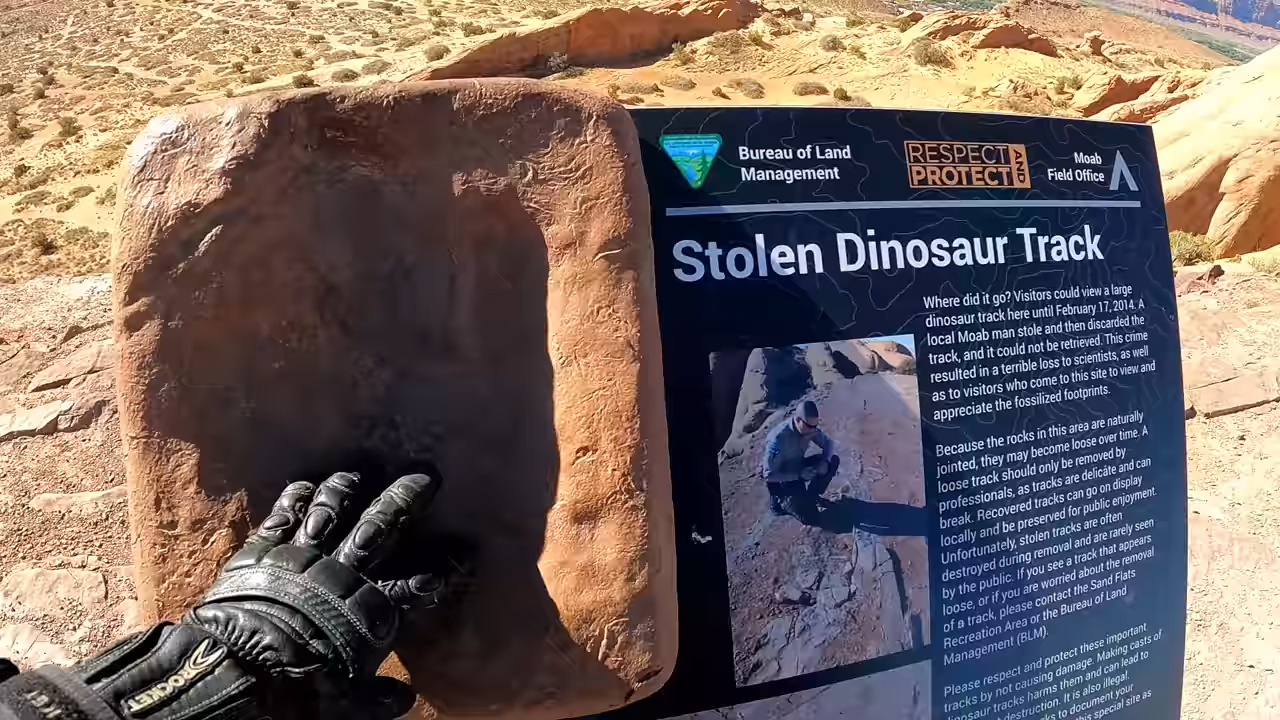 Bureau of Land
Management
RESPECT
AND
PROTECT
Moab
Field Office
Stolen Dinosaur Track
Where did it go? Visitors could view a large
dinosaur track here until February 17, 2014. A
local Moab man stole and then discarded the
track, and it could not be retrieved. This crime
resulted in a terrible loss to scientists, as well
as to visitors who come to this site to view and
appreciate the fossilized footprints.
Because the rocks in this area are naturally
jointed, they may become loose over time. A
loose track should only be removed by
professionals, as tracks are delicate and can
break. Recovered tracks can go on display
locally and be preserved for public enjoyment.
Unfortunately, stolen tracks are often
destroyed during removal and are rarely seen
by the public. If you see a track that appears
loose, or if you are worried about the removal
of a track, please contact the Sand Flats
Recreation Area or the Bureau of Land
Management (BLM).
Please respect and protect these important
tracks by not causing damage. Making casts of
dinosaur tracks harms them and can lead to
destruction. It is also illegal.
to document your
this special site as
ROCKET